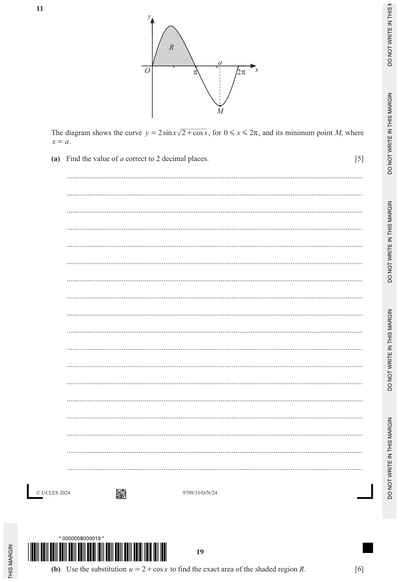 11
y
R
O
π
a
2π
x
M
The diagram shows the curve y = 2 sin x√2 + cos x, for 0 ⩽ x ⩽ 2π, and its minimum point M, where
x = a.
(a) Find the value of a correct to 2 decimal places. [5]
© UCLES 2024
9709/33/O/N/24
DO NOT WRITE IN THIS MARGIN
DO NOT WRITE IN THIS MARGIN
DO NOT WRITE IN THIS MARGIN
DO NOT WRITE IN THIS MARGIN
DO NOT WRITE IN THIS MARGIN
THIS MARGIN
* 0000008000019 *
19
(b) Use the substitution u = 2 + cos x to find the exact area of the shaded region R. [6]